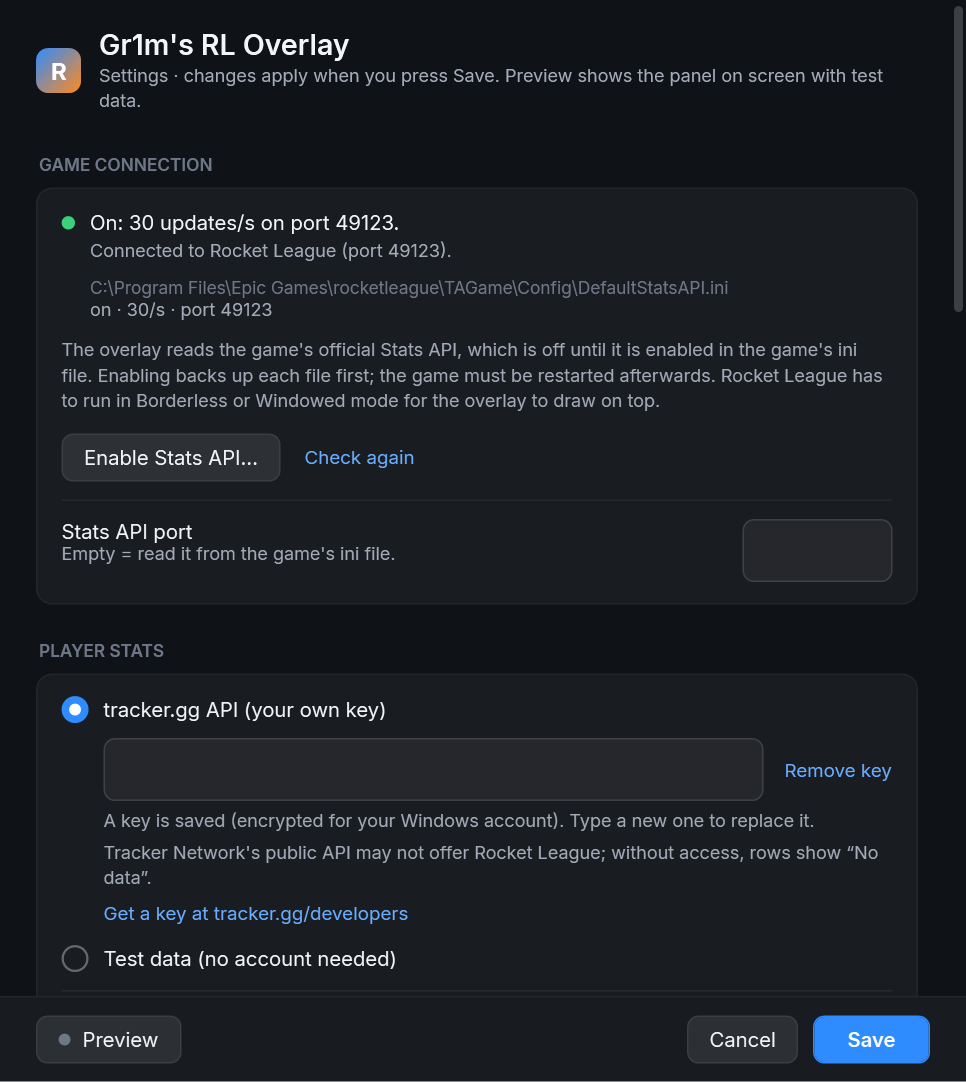 R
Gr1m's RL Overlay
Settings · changes apply when you press Save. Preview shows the panel on screen with test
data.
GAME CONNECTION
On: 30 updates/s on port 49123.
Connected to Rocket League (port 49123).
C:\Program Files\Epic Games\rocketleague\TAGame\Config\DefaultStatsAPI.ini
on · 30/s · port 49123
The overlay reads the game's official Stats API, which is off until it is enabled in the game's ini
file. Enabling backs up each file first; the game must be restarted afterwards. Rocket League has
to run in Borderless or Windowed mode for the overlay to draw on top.
Enable Stats API...
Check again
Stats API port
Empty = read it from the game's ini file.
PLAYER STATS
tracker.gg API (your own key)
Remove key
A key is saved (encrypted for your Windows account). Type a new one to replace it.
Tracker Network's public API may not offer Rocket League; without access, rows show “No
data”.
Get a key at tracker.gg/developers
Test data (no account needed)
Preview
Cancel
Save